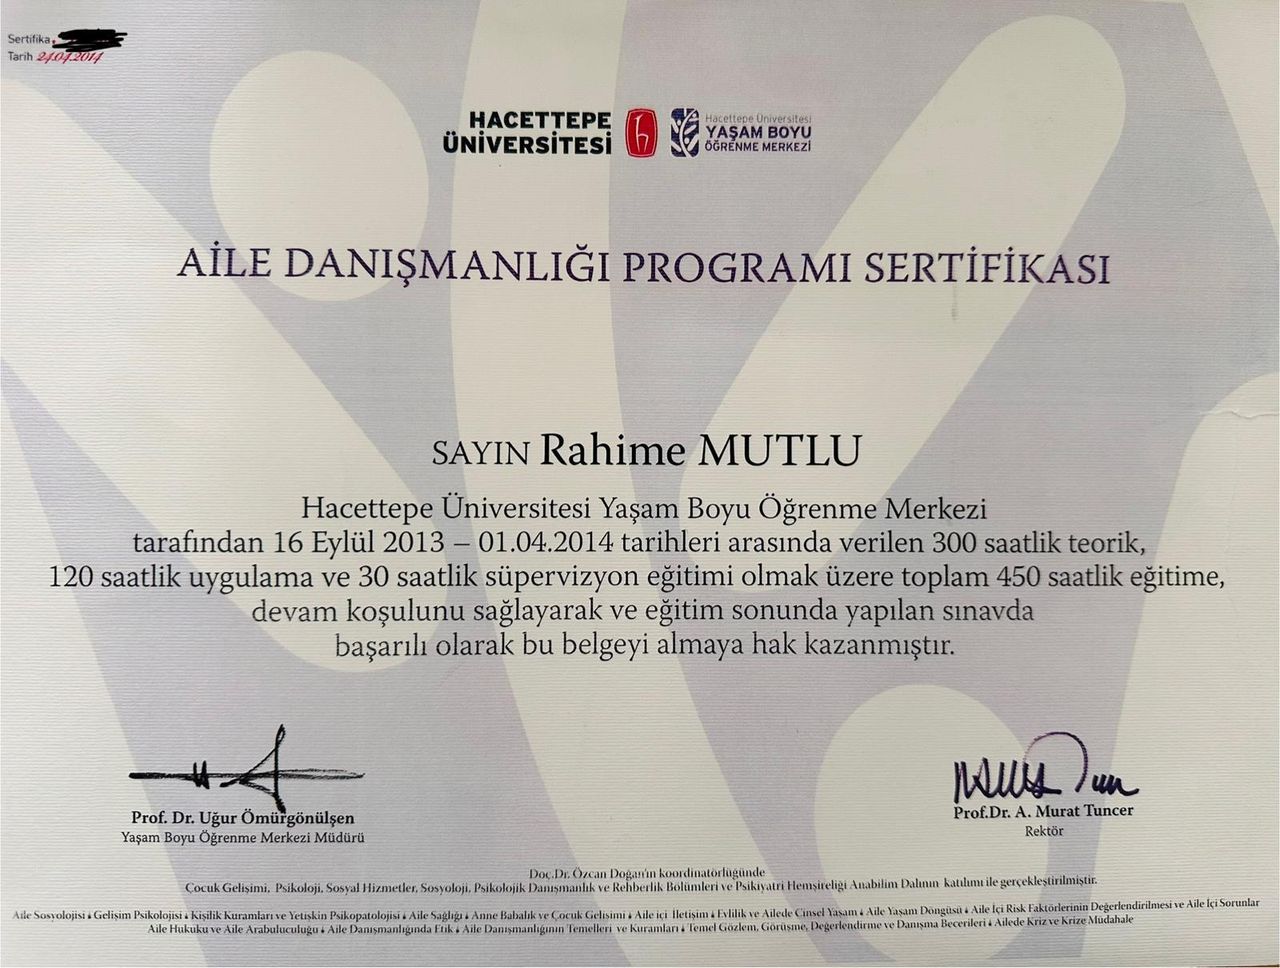 Sertifika
Tarih 24.04.2014
HACETTEPE
ÜNİVERSİTESİ
Hacettepe Üniversitesi
YAŞAM BOYU
ÖĞRENME MERKEZİ
AİLE DANIŞMANLIĞI PROGRAMI SERTİFİKASI
SAYIN Rahime MUTLU
Hacettepe Üniversitesi Yaşam Boyu Öğrenme Merkezi
tarafından 16 Eylül 2013 – 01.04.2014 tarihleri arasında verilen 300 saatlik teorik,
120 saatlik uygulama ve 30 saatlik süpervizyon eğitimi olmak üzere toplam 450 saatlik eğitime,
devam koşulunu sağlayarak ve eğitim sonunda yapılan sınavda
başarılı olarak bu belgeyi almaya hak kazanmıştır.
Prof. Dr. Uğur Ömürgönülşen
Yaşam Boyu Öğrenme Merkezi Müdürü
Prof.Dr. A. Murat Tuncer
Rektör
Doç.Dr. Özcan Doğan'ın koordinatörlüğünde
Çocuk Gelişimi, Psikoloji, Sosyal Hizmetler, Sosyoloji, Psikolojik Danışmanlık ve Rehberlik Bölümleri ve Psikiyatri Hemşireliği Anabilim Dalının katılımı ile gerçekleştirilmiştir.
Aile Sosyolojisi • Gelişim Psikolojisi • Kişilik Kuramları ve Yetişkin Psikopatolojisi • Aile Sağlığı • Anne Babalık ve Çocuk Gelişimi • Aile içi İletişim • Evlilik ve Ailede Cinsel Yaşam • Aile Yaşam Döngüsü • Aile İçi Risk Faktörlerinin Değerlendirilmesi ve Aile İçi Sorunlar
Aile Hukuku ve Aile Arabuluculuğu • Aile Danışmanlığında Etik • Aile Danışmanlığının Temelleri ve Kuramları • Temel Gözlem, Görüşme, Değerlendirme ve Danışma Becerileri • Ailede Kriz ve Krize Müdahale